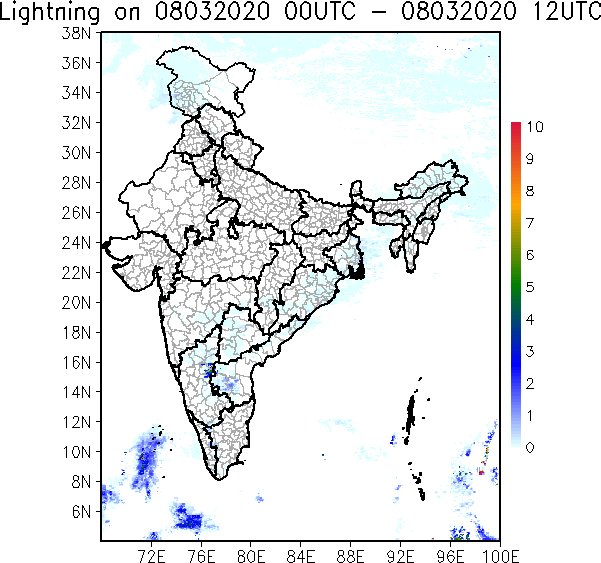 Lightning on 08032020 00UTC – 08032020 12UTC
38N
36N
34N
32N
30N
28N
26N
24N
22N
20N
18N
16N
14N
12N
10N
8N
6N
72E 76E 80E 84E 88E 92E 96E 100E
10
9
8
7
6
5
4
3
2
1
0